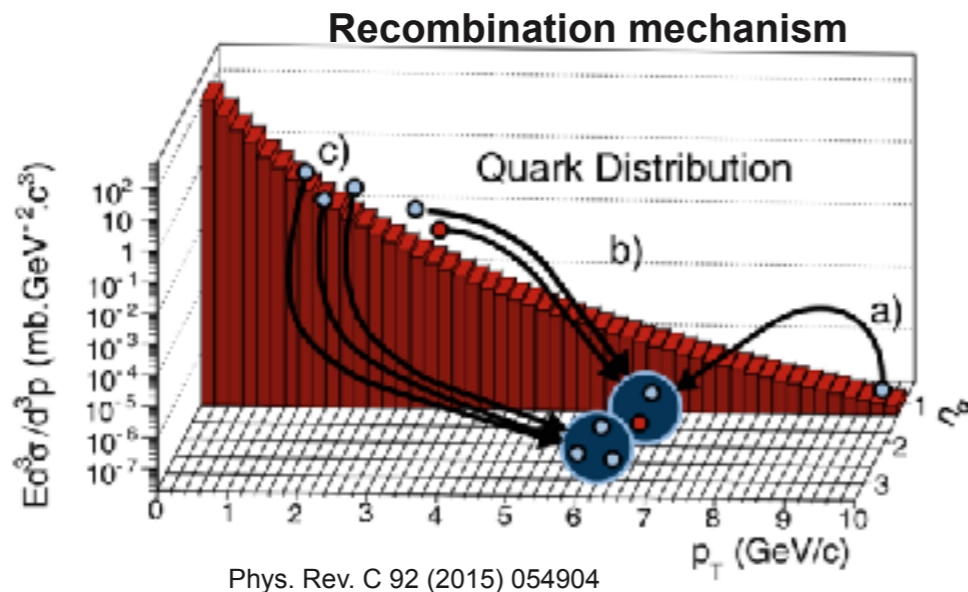 Recombination mechanism
Quark Distribution
a)
b)
c)
Ed³σ/d³p (mb.GeV⁻².c³)
10²
10
1
10⁻¹
10⁻²
10⁻³
10⁻⁴
10⁻⁵
10⁻⁶
10⁻⁷
0 1 2 3 4 5 6 7 8 9 10
1
2
3
p_T (GeV/c)
Phys. Rev. C 92 (2015) 054904